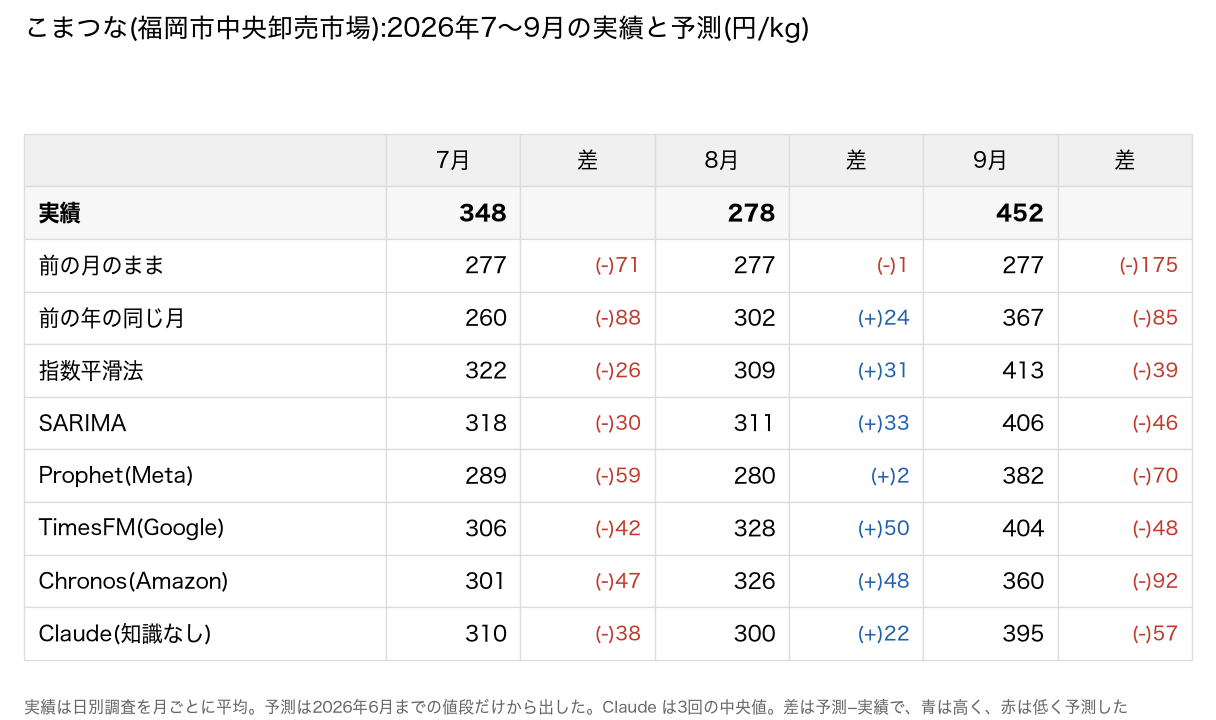 こまつな(福岡市中央卸売市場):2026年7〜9月の実績と予測(円/kg)
7月 差 8月 差 9月 差
実績 348 278 452
前の月のまま 277 (-)71 277 (-)1 277 (-)175
前の年の同じ月 260 (-)88 302 (+)24 367 (-)85
指数平滑法 322 (-)26 309 (+)31 413 (-)39
SARIMA 318 (-)30 311 (+)33 406 (-)46
Prophet(Meta) 289 (-)59 280 (+)2 382 (-)70
TimesFM(Google) 306 (-)42 328 (+)50 404 (-)48
Chronos(Amazon) 301 (-)47 326 (+)48 360 (-)92
Claude(知識なし) 310 (-)38 300 (+)22 395 (-)57
実績は日別調査を月ごとに平均。予測は2026年6月までの値段だけから出した。Claude は3回の中央値。差は予測−実績で、青は高く、赤は低く予測した